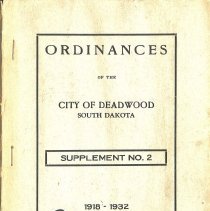 ORDINANCES
OF THE
CITY OF DEADWOOD
SOUTH DAKOTA
SUPPLEMENT NO. 2
1918 - 1932